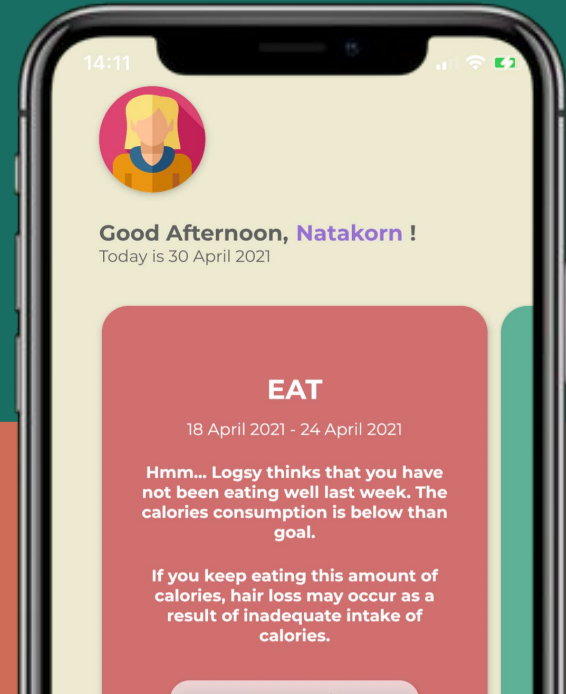 14:11
Good Afternoon, Natakorn !
Today is 30 April 2021
EAT
18 April 2021 - 24 April 2021
Hmm... Logsy thinks that you have
not been eating well last week. The
calories consumption is below than
goal.
If you keep eating this amount of
calories, hair loss may occur as a
result of inadequate intake of
calories.